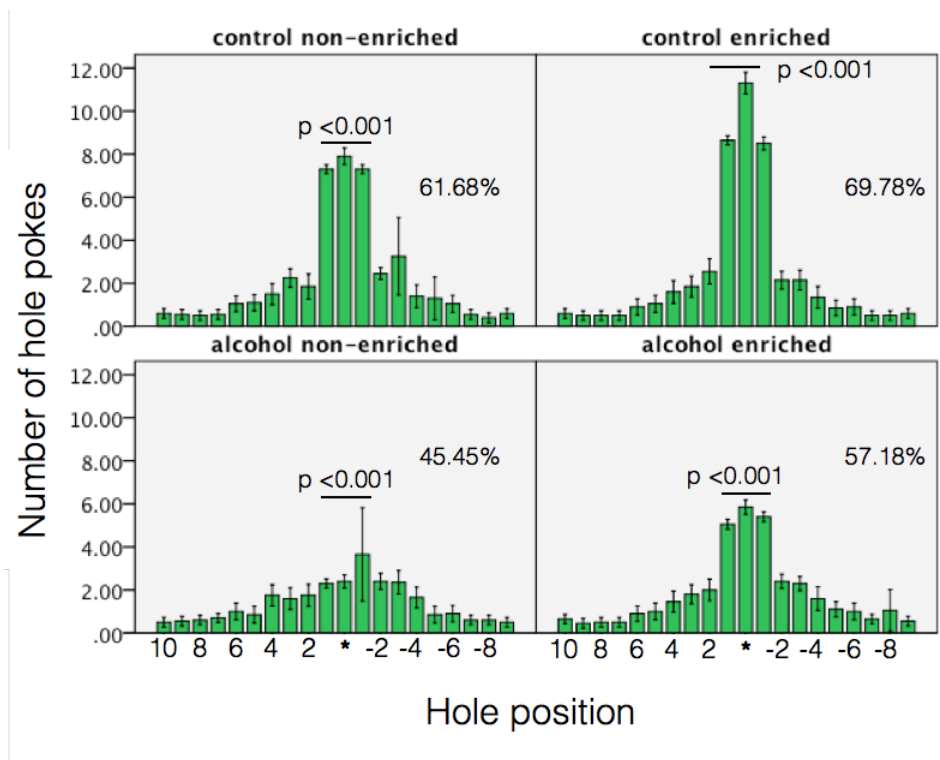 control non-enriched
control enriched
12.00
10.00
8.00
6.00
4.00
2.00
.00
p <0.001
61.68%
p <0.001
69.78%
alcohol non-enriched
alcohol enriched
12.00
10.00
8.00
6.00
4.00
2.00
.00
p <0.001
45.45%
p <0.001
57.18%
10 8 6 4 2 * -2 -4 -6 -8
10 8 6 4 2 * -2 -4 -6 -8
Number of hole pokes
Hole position